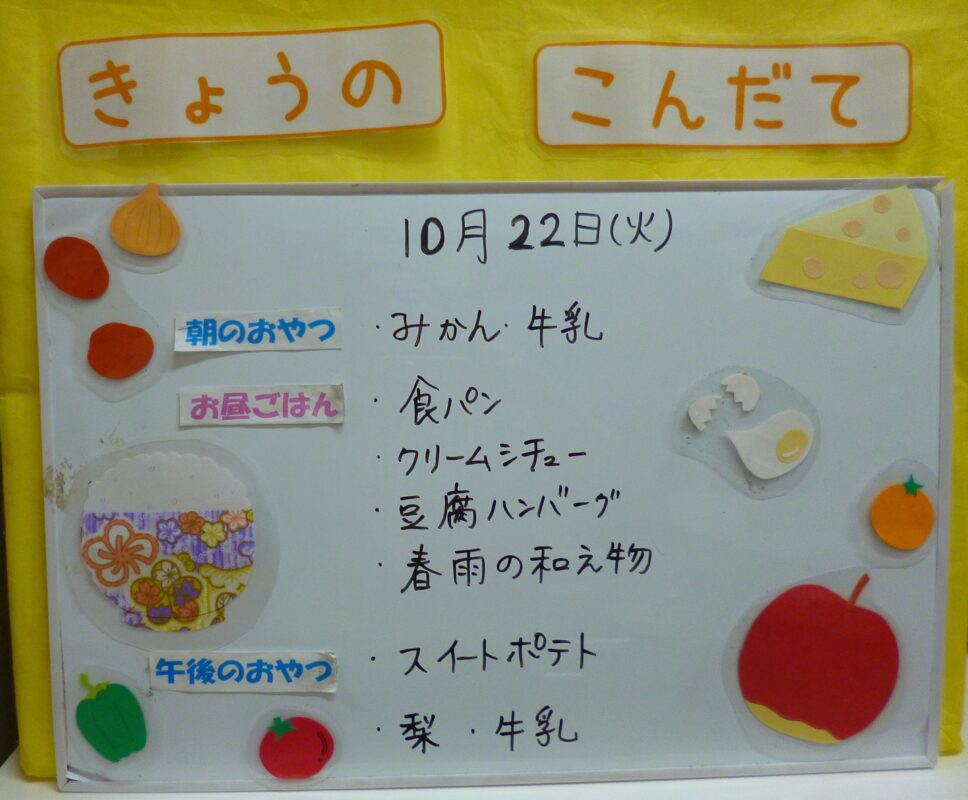 きょうの こんだて
10月22日(火)
朝のおやつ ・みかん・牛乳
お昼ごはん ・食パン
・クリームシチュー
・豆腐ハンバーグ
・春雨の和え物
午後のおやつ ・スイートポテト
・梨 ・牛乳